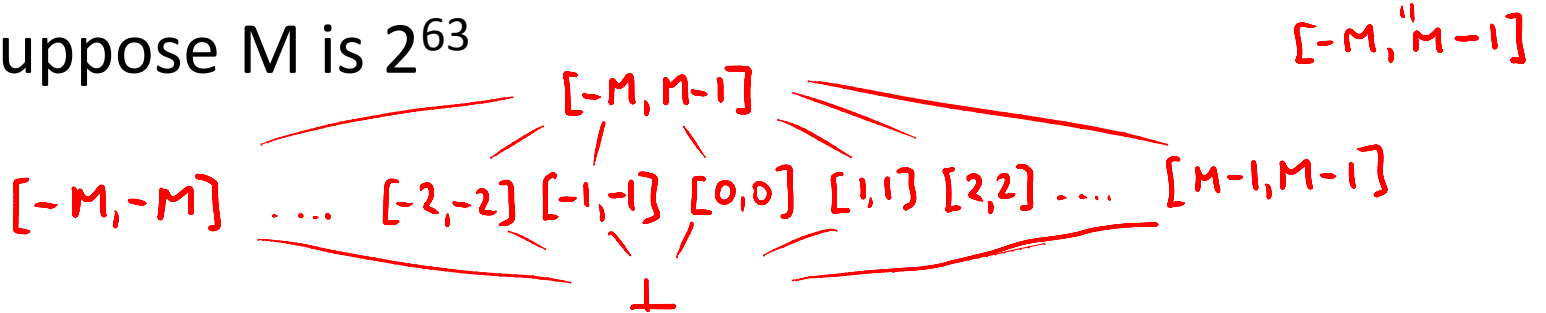 uppose M is 2⁶³
[-M,"M-1]
[-M, M-1]
[-M,-M] .... [-2,-2] [-1,-1] [0,0] [1,1] [2,2] .... [M-1,M-1]
⊥